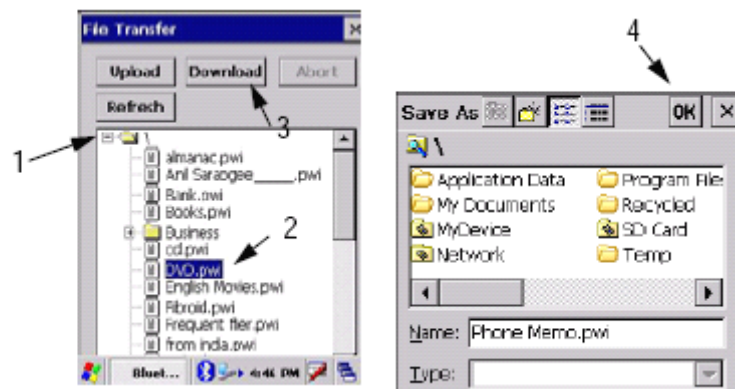 File Transfer
Upload Download Abort
Refresh
\
almanac.pwi
Anil Saraogee_____.pwi
Bank.pwi
Books.pwi
Business
cd.pwi
DVD.pwi
English Movies.pwi
Fibroid.pwi
Frequent flier.pwi
from india.pwi
Bluet... 4:46 PM
1
2
3
4
Save As OK
\
Application Data Program File
My Documents Recycled
MyDevice SD Card
Network Temp
Name: Phone Memo.pwi
Type: